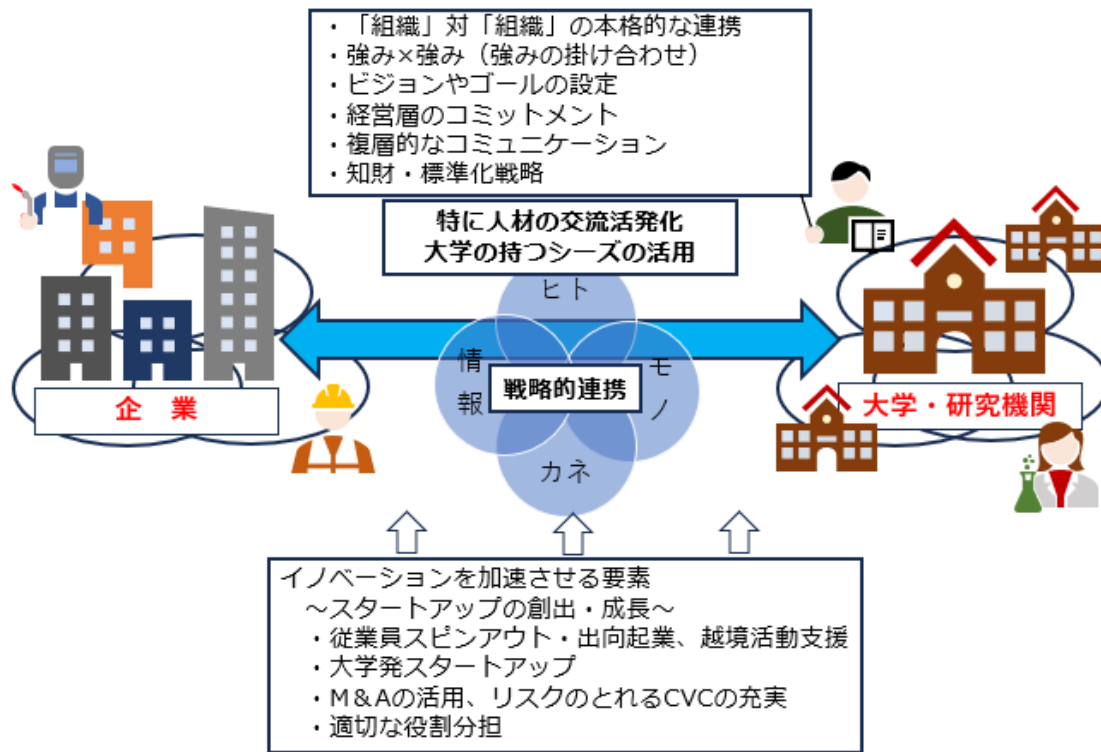 ・「組織」対「組織」の本格的な連携
・強み×強み（強みの掛け合わせ）
・ビジョンやゴールの設定
・経営層のコミットメント
・複層的なコミュニケーション
・知財・標準化戦略
特に人材の交流活発化
大学の持つシーズの活用
ヒト
情報
モノ
戦略的連携
カネ
企 業
大学・研究機関
イノベーションを加速させる要素
～スタートアップの創出・成長～
・従業員スピンアウト・出向起業、越境活動支援
・大学発スタートアップ
・M＆Aの活用、リスクのとれるCVCの充実
・適切な役割分担